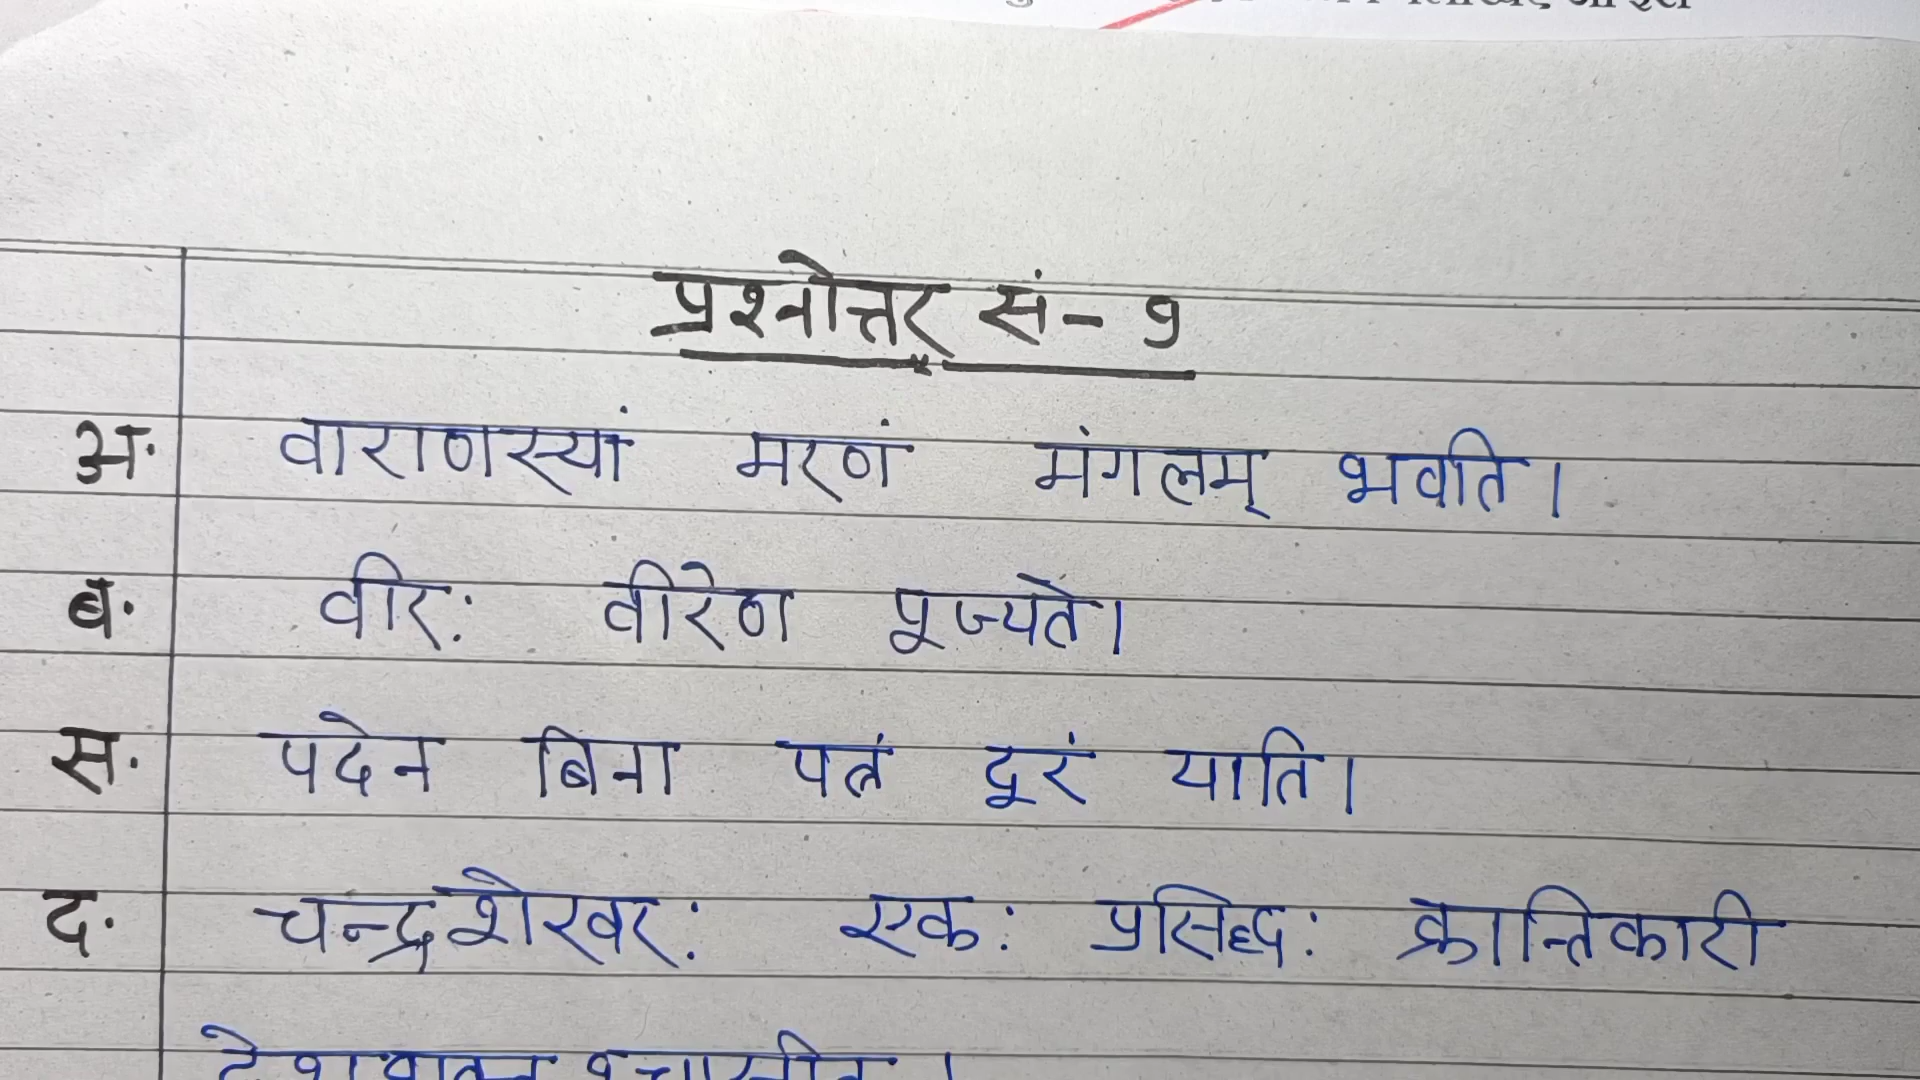 प्रश्नोत्तर सं- 9
अ. वाराणस्यां मरणं मंगलम् भवति।
ब. वीर: वीरेण पूज्यते।
स. पदेन बिना पत्रं दूरं याति।
द. चन्द्रशेखर: एक: प्रसिद्ध: क्रान्तिकारी